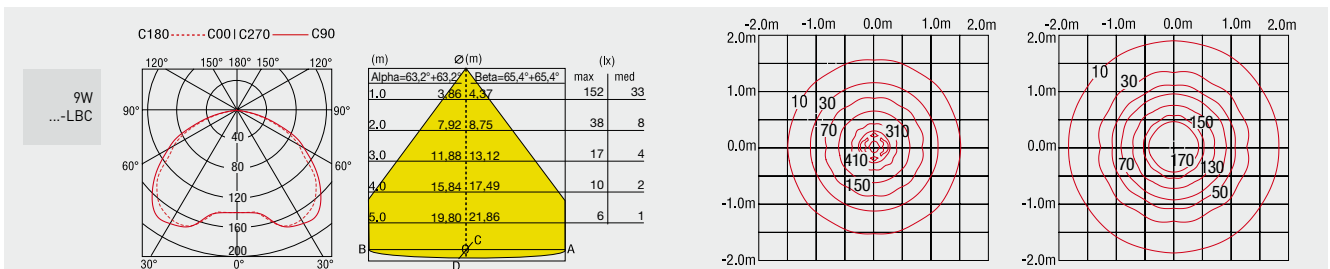 9W
...-LBC
C180 C00 | C270 C90
120° 150° 180° 150° 120°
90° 90°
60° 60°
40
80
120
160
200
30° 0° 30°
(m) Ø (m) (lx)
Alpha=63,2°+63,2° Beta=65,4°+65,4° max med
1,0 3,86 4,37 152 33
2,0 7,92 8,75 38 8
3,0 11,88 13,12 17 4
4,0 15,84 17,49 10 2
5,0 19,80 21,86 6 1
B C A
D
-2.0m -1.0m 0.0m -1.0m -2.0m
2.0m
1.0m
0.0m
-1.0m
-2.0m
10
30
70
310
410
150
-2.0m -1.0m 0.0m 1.0m 2.0m
2.0m
1.0m
0.0m
-1.0m
-2.0m
10
30
150
70
170
130
50